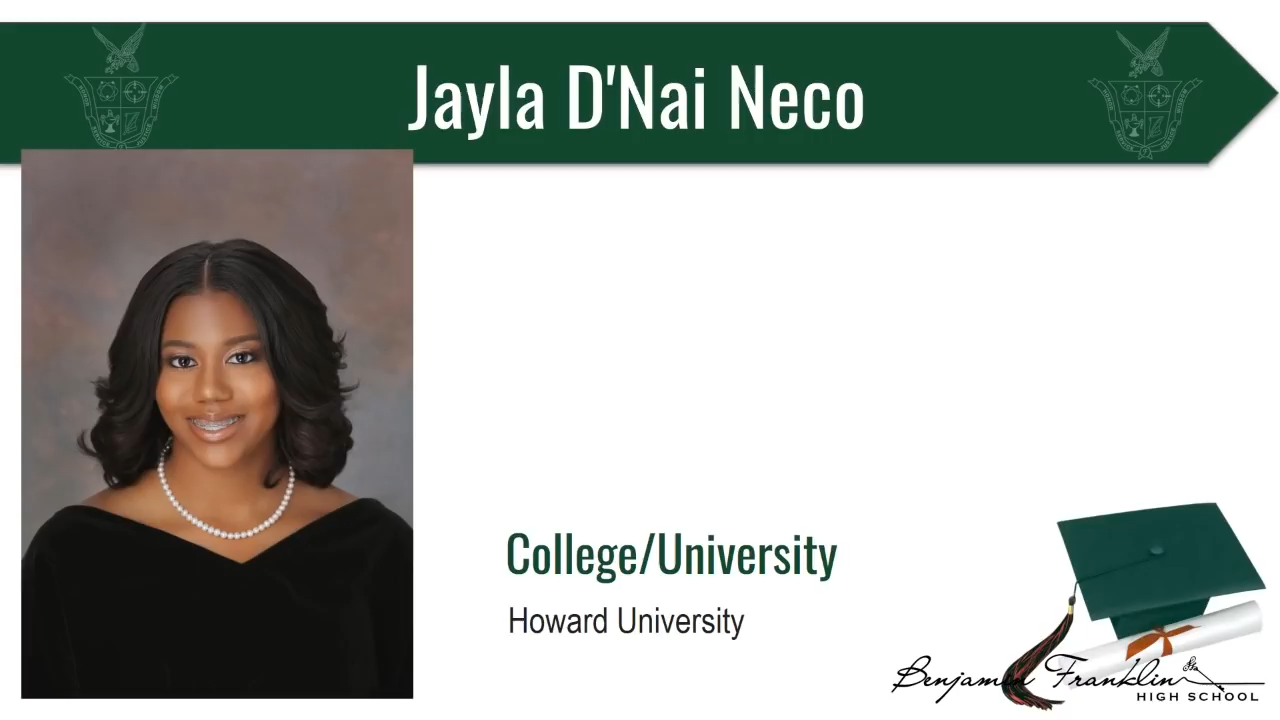 Jayla D'Nai Neco
College/University
Howard University
Benjamin Franklin
HIGH SCHOOL